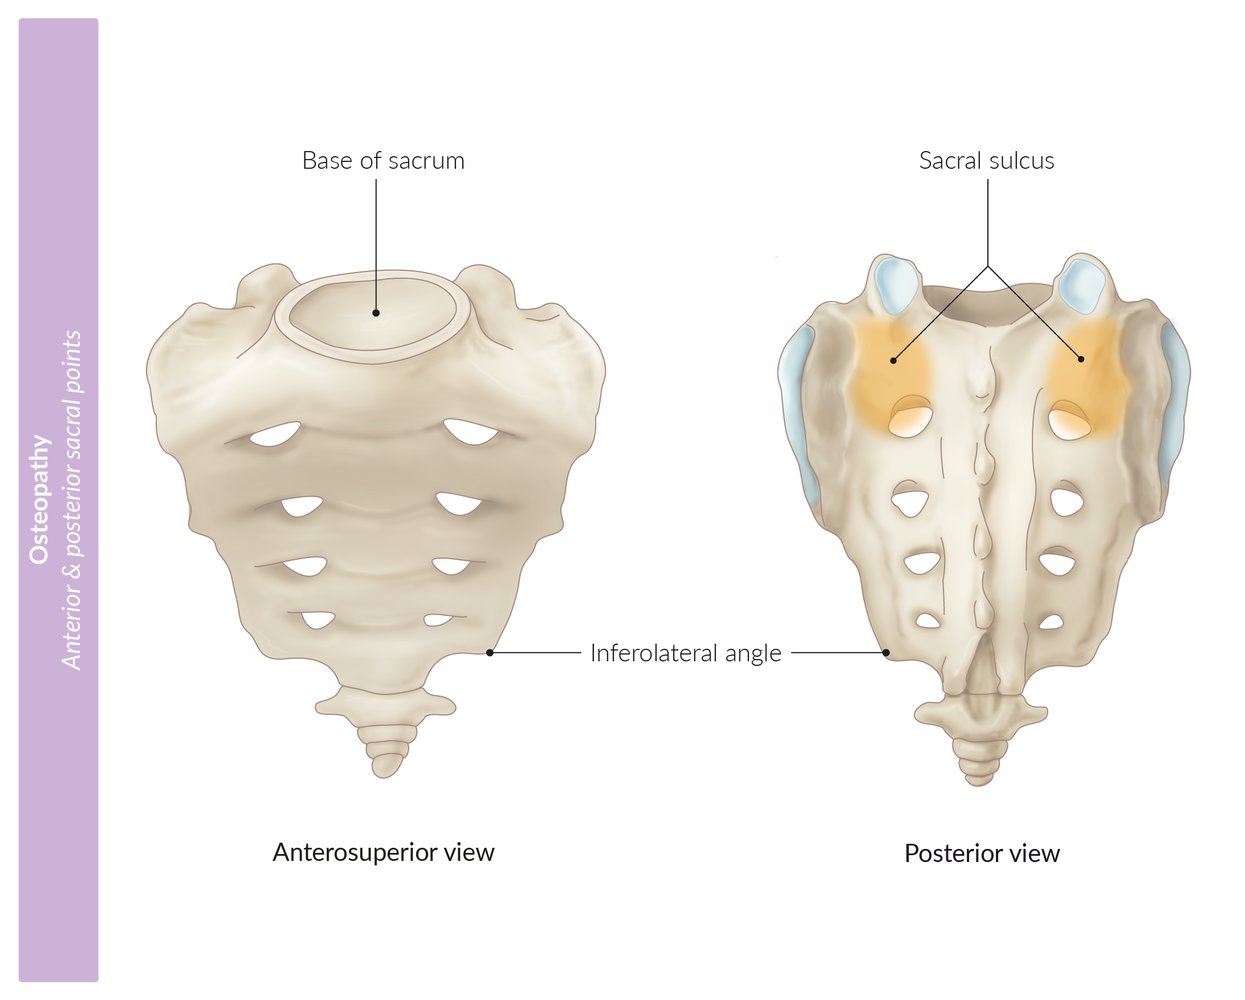 Osteopathy
Anterior & posterior sacral points
Base of sacrum
Sacral sulcus
Inferolateral angle
Anterosuperior view
Posterior view